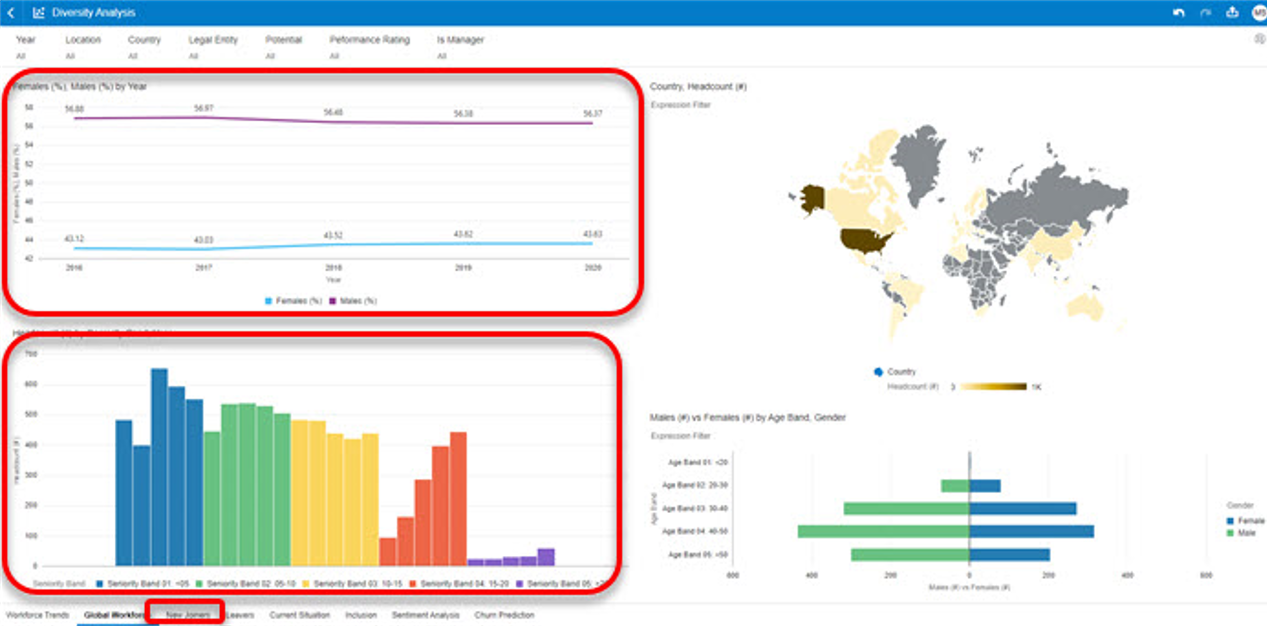 Diversity Analysis
MS
Year Location Country Legal Entity Potential Peformance Rating Is Manager
All All All All All All All
Females (%), Males (%) by Year
58
56
54
52
50
48
46
44
42
Females (%), Males (%)
56.88 56.97 56.48 56.38 56.37
43.12 43.03 43.52 43.62 43.63
2016 2017 2018 2019 2020
Year
Females (%) Males (%)
Country, Headcount (#)
Expression Filter
Country
Headcount (#) 3 1K
700
600
500
400
300
200
100
0
Headcount (#)
Seniority Band Seniority Band 01: <05 Seniority Band 02: 05-10 Seniority Band 03: 10-15 Seniority Band 04: 15-20 Seniority Band 05:
Males (#) vs Females (#) by Age Band, Gender
Expression Filter
Age Band
Age Band 01: <20
Age Band 02: 20-30
Age Band 03: 30-40
Age Band 04: 40-50
Age Band 05: >50
600 400 200 0 200 400 600
Males (#) vs Females (#)
Gender
Female
Male
Workforce Trends Global Workforce New Joiners Leavers Current Situation Inclusion Sentiment Analysis Churn Prediction